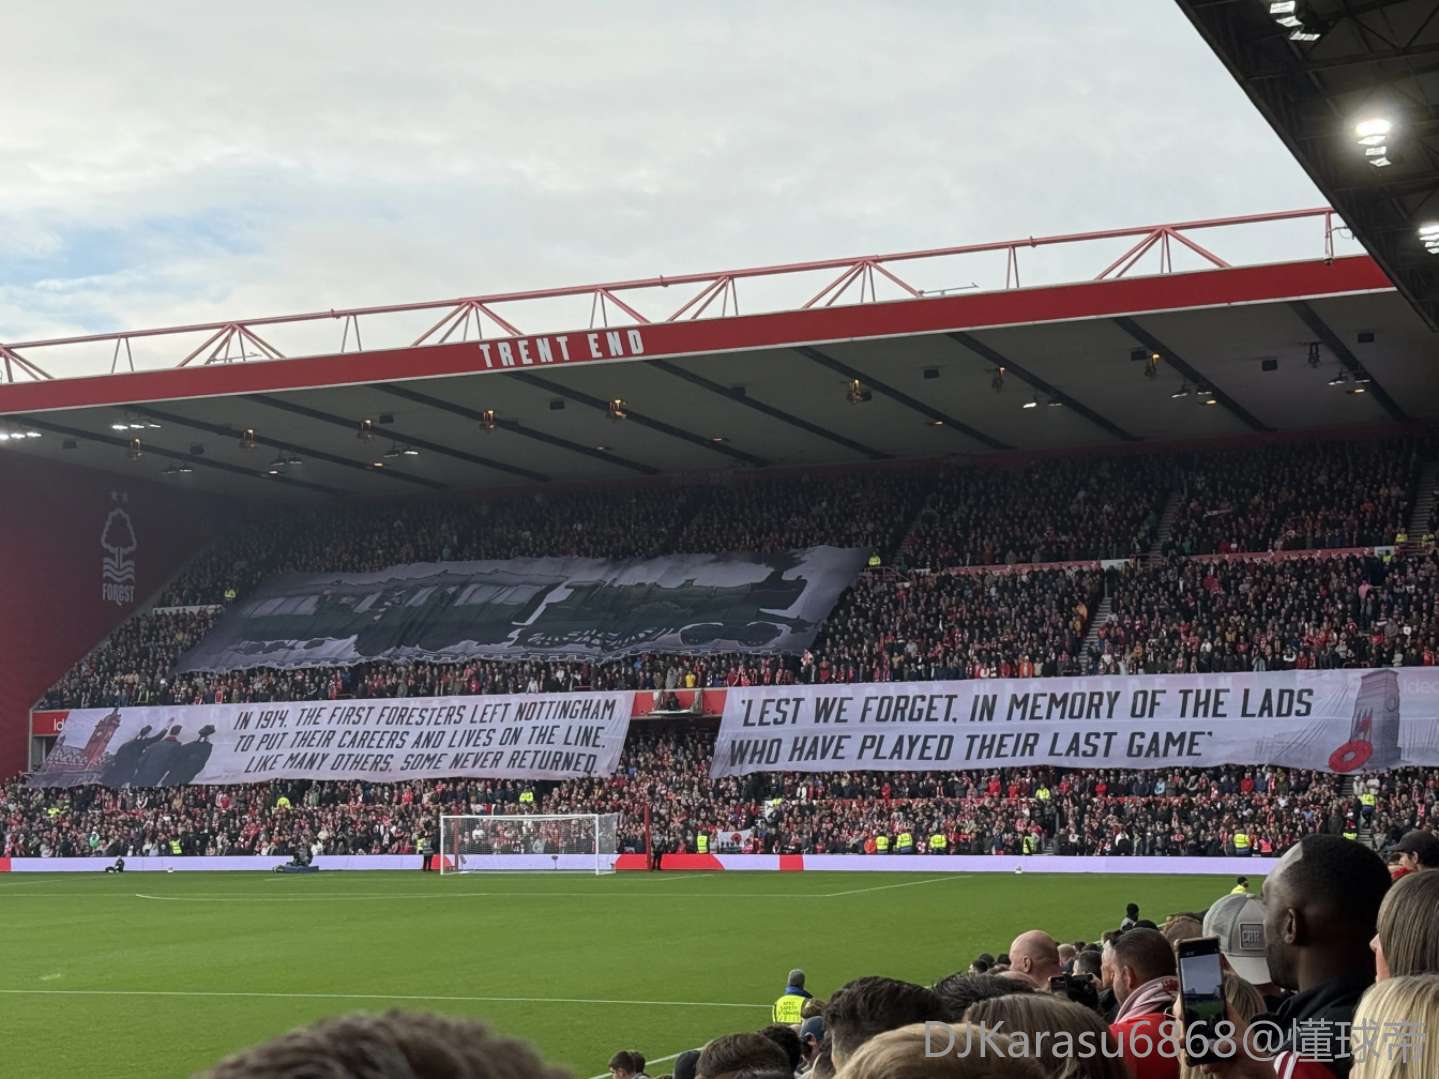 TRENT END
FOREST
IN 1914, THE FIRST FORESTERS LEFT NOTTINGHAM
TO PUT THEIR CAREERS AND LIVES ON THE LINE.
LIKE MANY OTHERS, SOME NEVER RETURNED.
'LEST WE FORGET. IN MEMORY OF THE LADS
WHO HAVE PLAYED THEIR LAST GAME'
DJKarasu6868@懂球帝